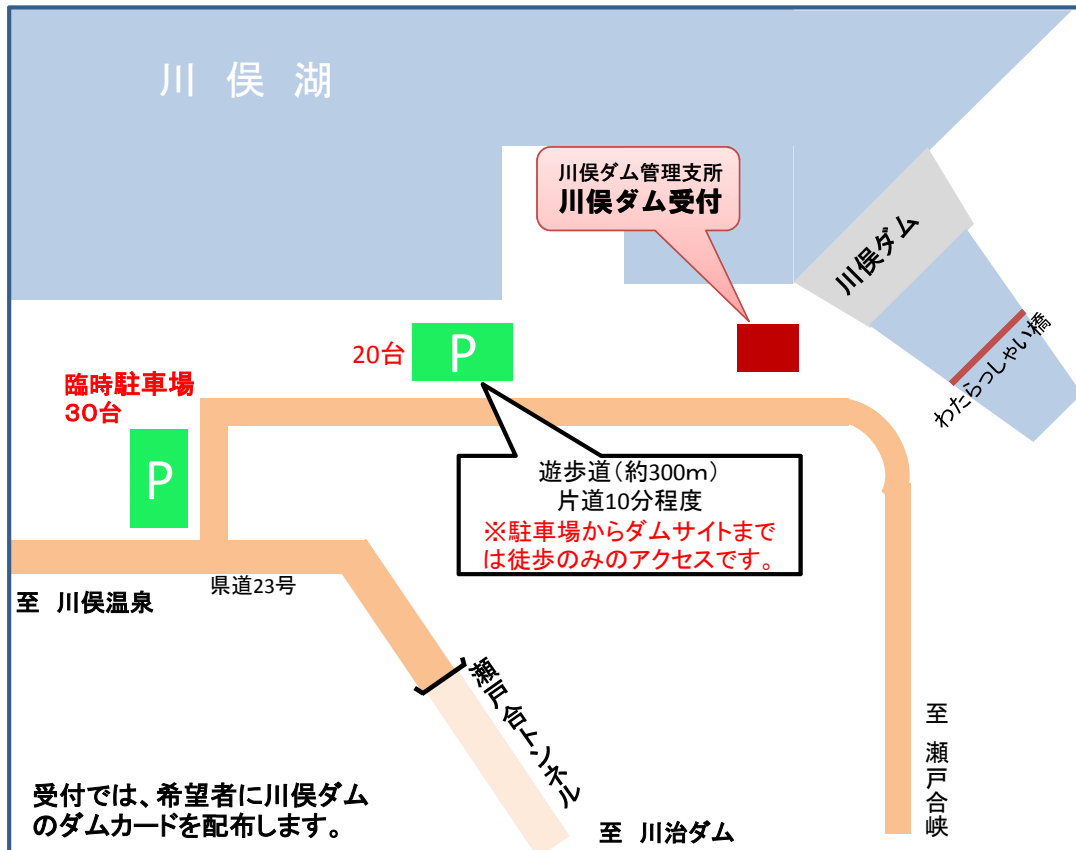 川俣湖
川俣ダム管理支所
川俣ダム受付
川俣ダム
わたらっしゃい橋
20台
P
臨時駐車場
30台
P
遊歩道(約300m)
片道10分程度
※駐車場からダムサイトまで
は徒歩のみのアクセスです。
県道23号
至 川俣温泉
瀬戸合トンネル
至 瀬戸合峡
受付では、希望者に川俣ダム
のダムカードを配布します。
至 川治ダム